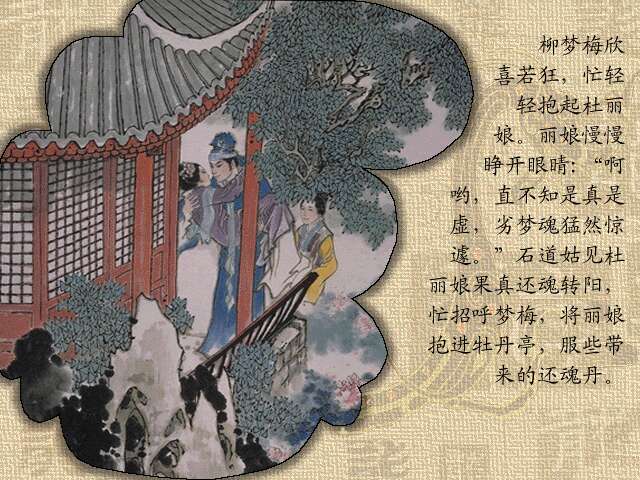 柳梦梅欣
喜若狂，忙轻
轻抱起杜丽
娘。丽娘慢慢
睁开眼睛：“啊
哟，直不知是真是
虚，劣梦魂猛然惊
遽。”石道姑见杜
丽娘果真还魂转阳，
忙招呼梦梅，将丽娘
抱进牡丹亭，服些带
来的还魂丹。